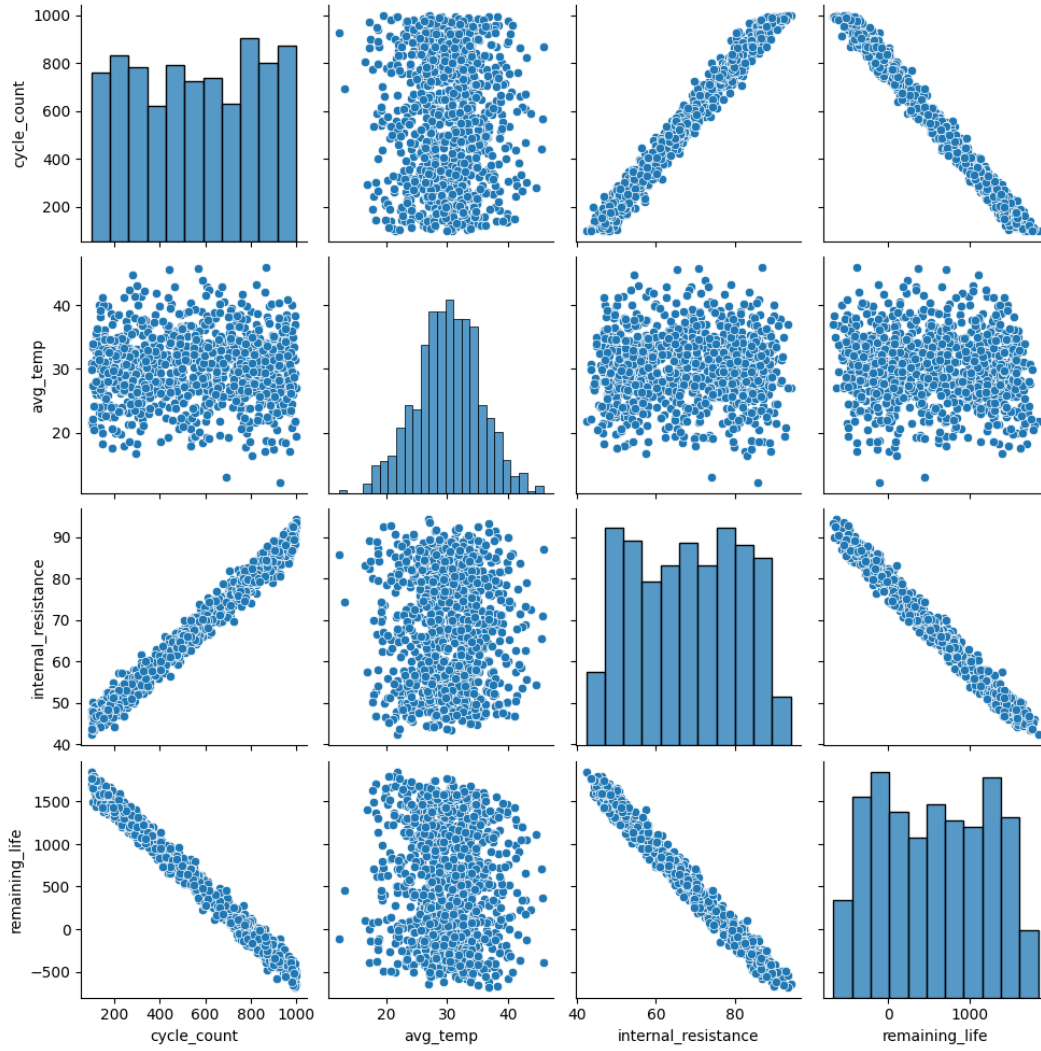 1000
800
600
400
200
cycle_count
40
30
20
avg_temp
90
80
70
60
50
40
internal_resistance
1500
1000
500
0
−500
remaining_life
200 400 600 800 1000
cycle_count
20 30 40
avg_temp
40 60 80
internal_resistance
0 1000
remaining_life